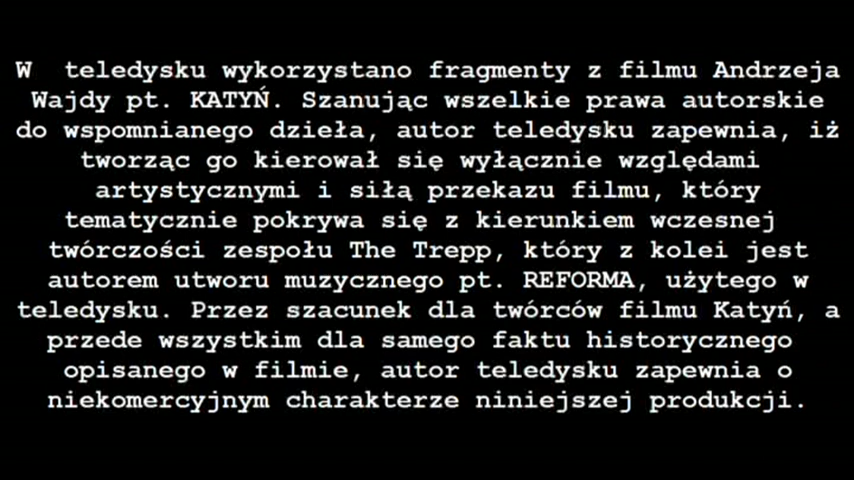 W teledysku wykorzystano fragmenty z filmu Andrzeja
Wajdy pt. KATYŃ. Szanując wszelkie prawa autorskie
do wspomnianego dzieła, autor teledysku zapewnia, iż
tworząc go kierował się wyłącznie względami
artystycznymi i siłą przekazu filmu, który
tematycznie pokrywa się z kierunkiem wczesnej
twórczości zespołu The Trepp, który z kolei jest
autorem utworu muzycznego pt. REFORMA, użytego w
teledysku. Przez szacunek dla twórców filmu Katyń, a
przede wszystkim dla samego faktu historycznego
opisanego w filmie, autor teledysku zapewnia o
niekomercyjnym charakterze niniejszej produkcji.